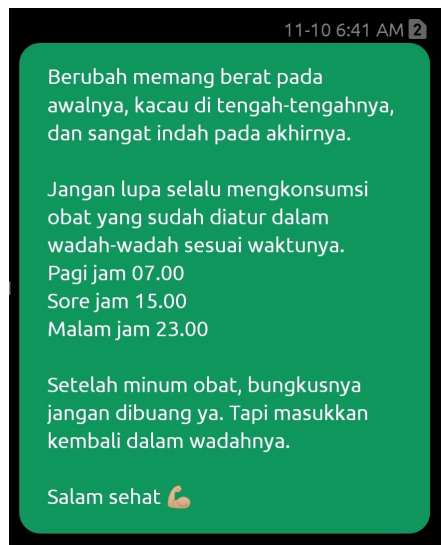 11-10 6:41 AM 2
Berubah memang berat pada
awalnya, kacau di tengah-tengahnya,
dan sangat indah pada akhirnya.
Jangan lupa selalu mengkonsumsi
obat yang sudah diatur dalam
wadah-wadah sesuai waktunya.
Pagi jam 07.00
Sore jam 15.00
Malam jam 23.00
Setelah minum obat, bungkusnya
jangan dibuang ya. Tapi masukkan
kembali dalam wadahnya.
Salam sehat 💪🏼